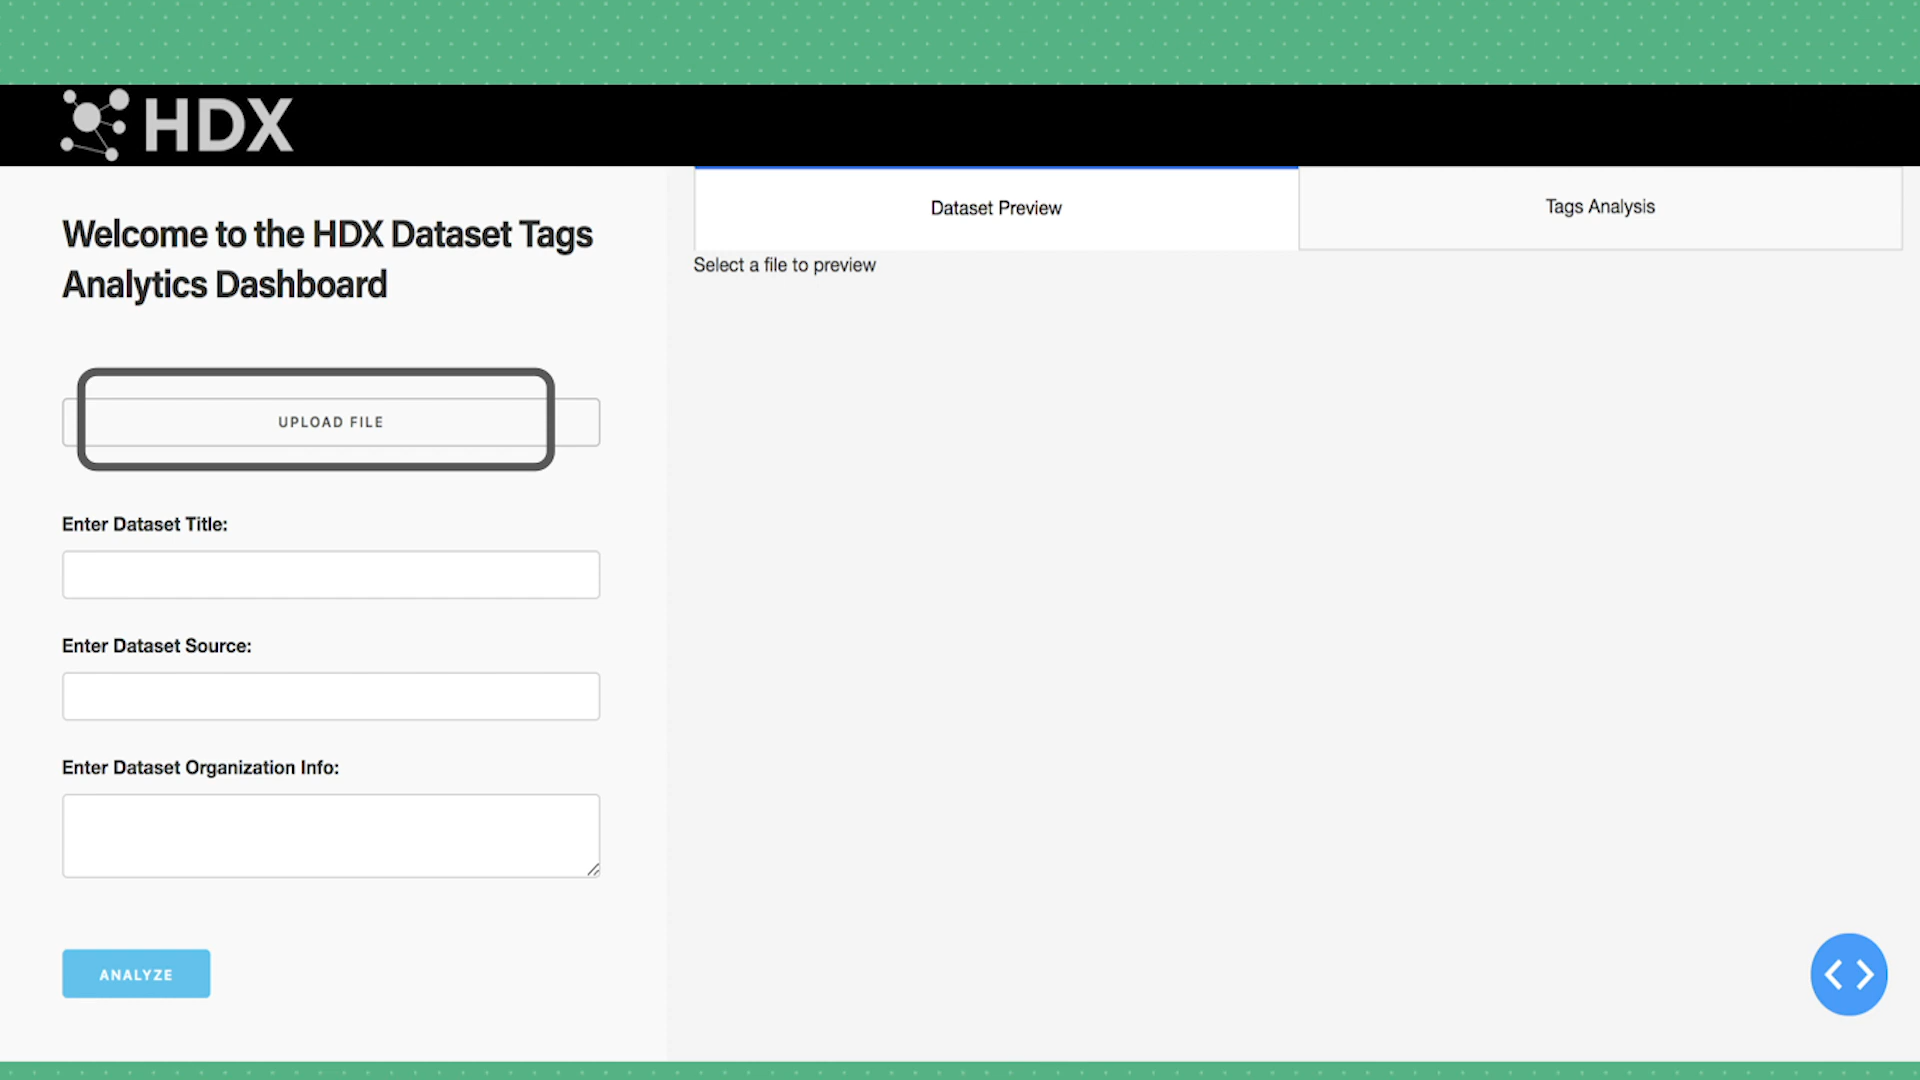 HDX
Welcome to the HDX Dataset Tags
Analytics Dashboard
UPLOAD FILE
Enter Dataset Title:
Enter Dataset Source:
Enter Dataset Organization Info:
ANALYZE
Dataset Preview
Tags Analysis
Select a file to preview